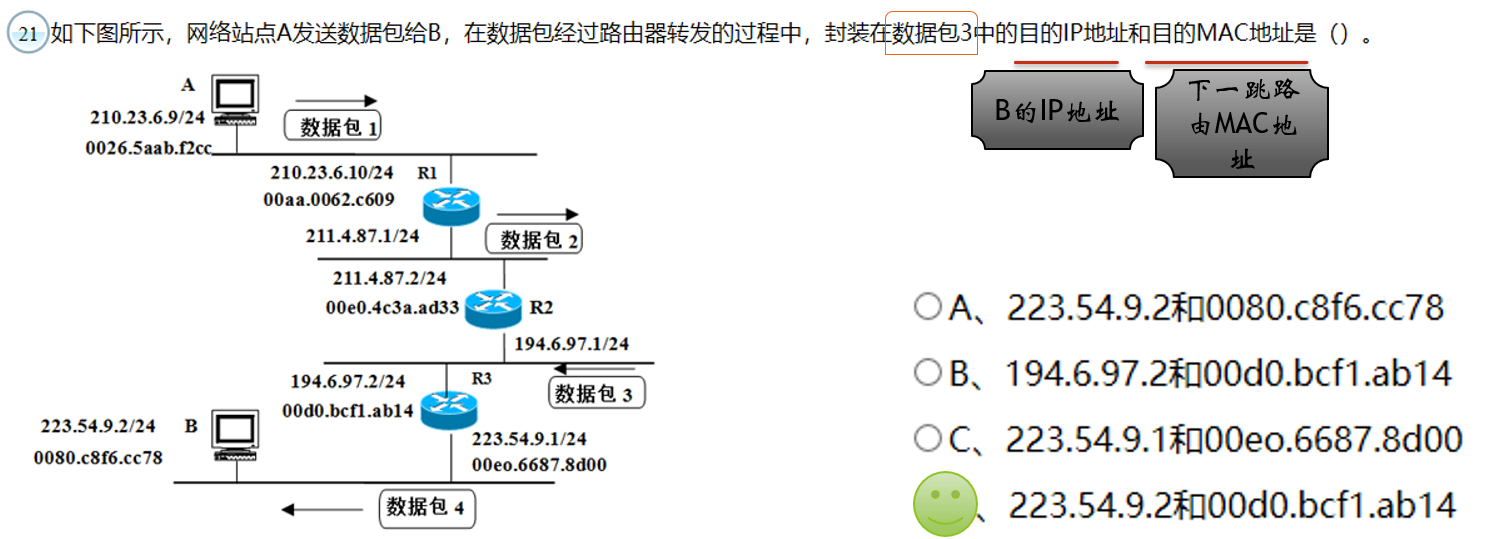 21 如下图所示，网络站点A发送数据包给B，在数据包经过路由器转发的过程中，封装在数据包3中的目的IP地址和目的MAC地址是（）。
B的IP地址
下一跳路
由MAC地
址
A
210.23.6.9/24
0026.5aab.f2cc
数据包 1
210.23.6.10/24 R1
00aa.0062.c609
211.4.87.1/24
数据包 2
211.4.87.2/24
00e0.4c3a.ad33 R2
194.6.97.1/24
194.6.97.2/24 R3
00d0.bcf1.ab14
数据包 3
223.54.9.2/24 B
0080.c8f6.cc78
223.54.9.1/24
00eo.6687.8d00
数据包 4
A、223.54.9.2和0080.c8f6.cc78
B、194.6.97.2和00d0.bcf1.ab14
C、223.54.9.1和00eo.6687.8d00
、223.54.9.2和00d0.bcf1.ab14